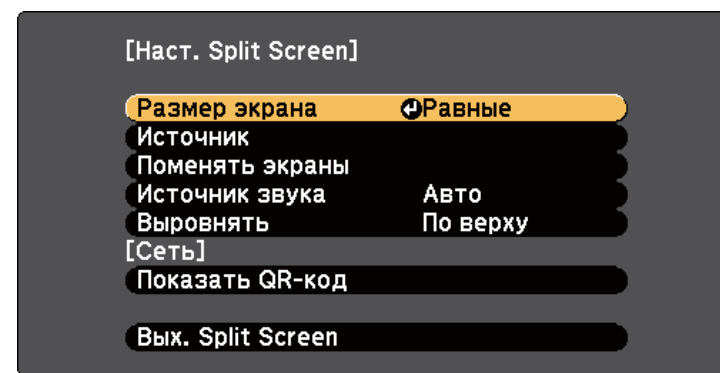 [Наст. Split Screen]
Размер экрана Равные
Источник
Поменять экраны
Источник звука Авто
Выровнять По верху
[Сеть]
Показать QR-код
Вых. Split Screen